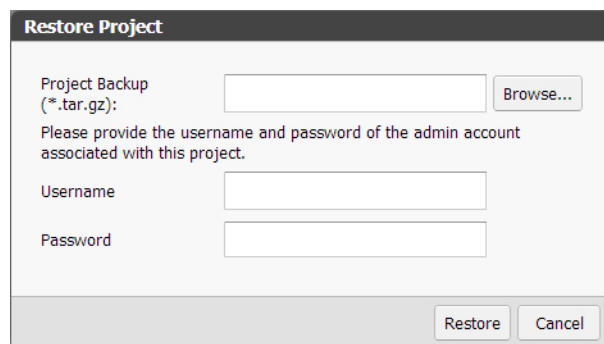 Restore Project
Project Backup
(*.tar.gz):
Browse...
Please provide the username and password of the admin account
associated with this project.
Username
Password
Restore
Cancel